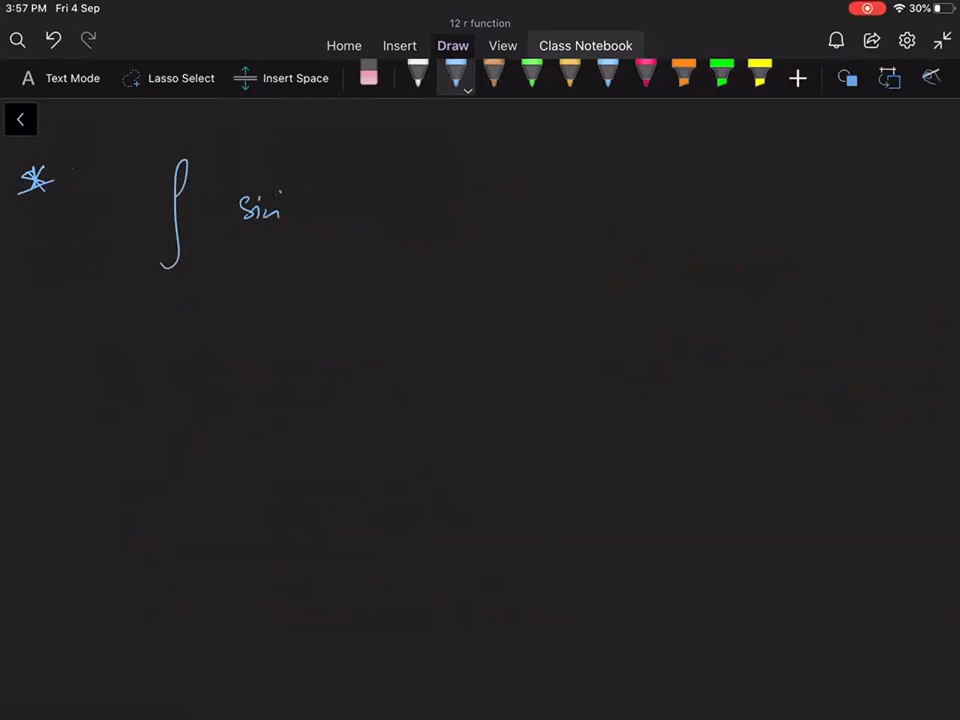 3:57 PM Fri 4 Sep 30%
12 r function
Home Insert Draw View Class Notebook
A Text Mode Lasso Select Insert Space
* ∫ sin